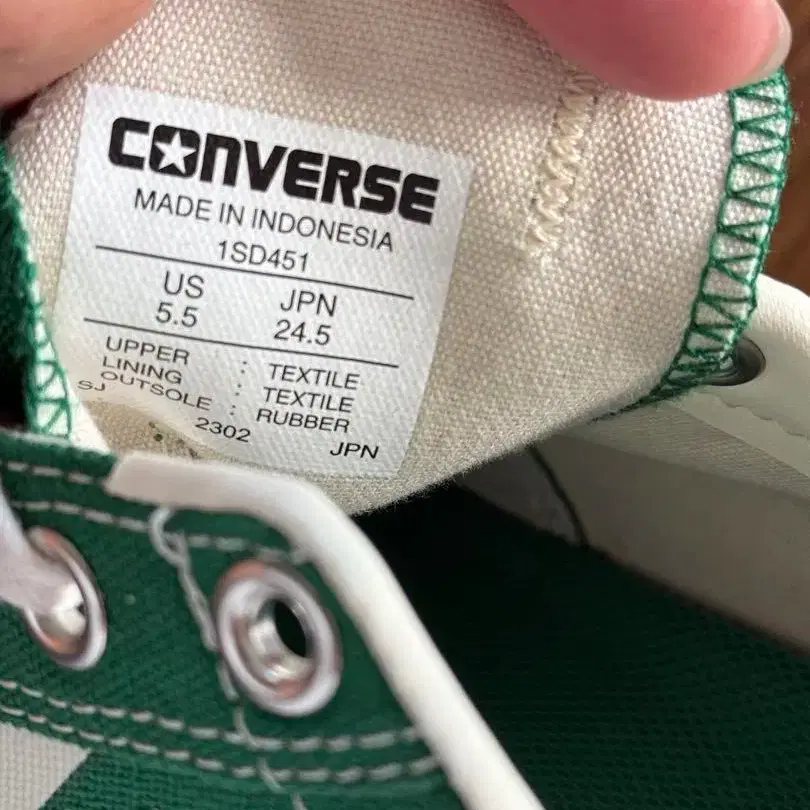 CONVERSE
MADE IN INDONESIA
1SD451
US JPN
5.5 24.5
UPPER : TEXTILE
LINING : TEXTILE
OUTSOLE : RUBBER
SJ 2302 JPN